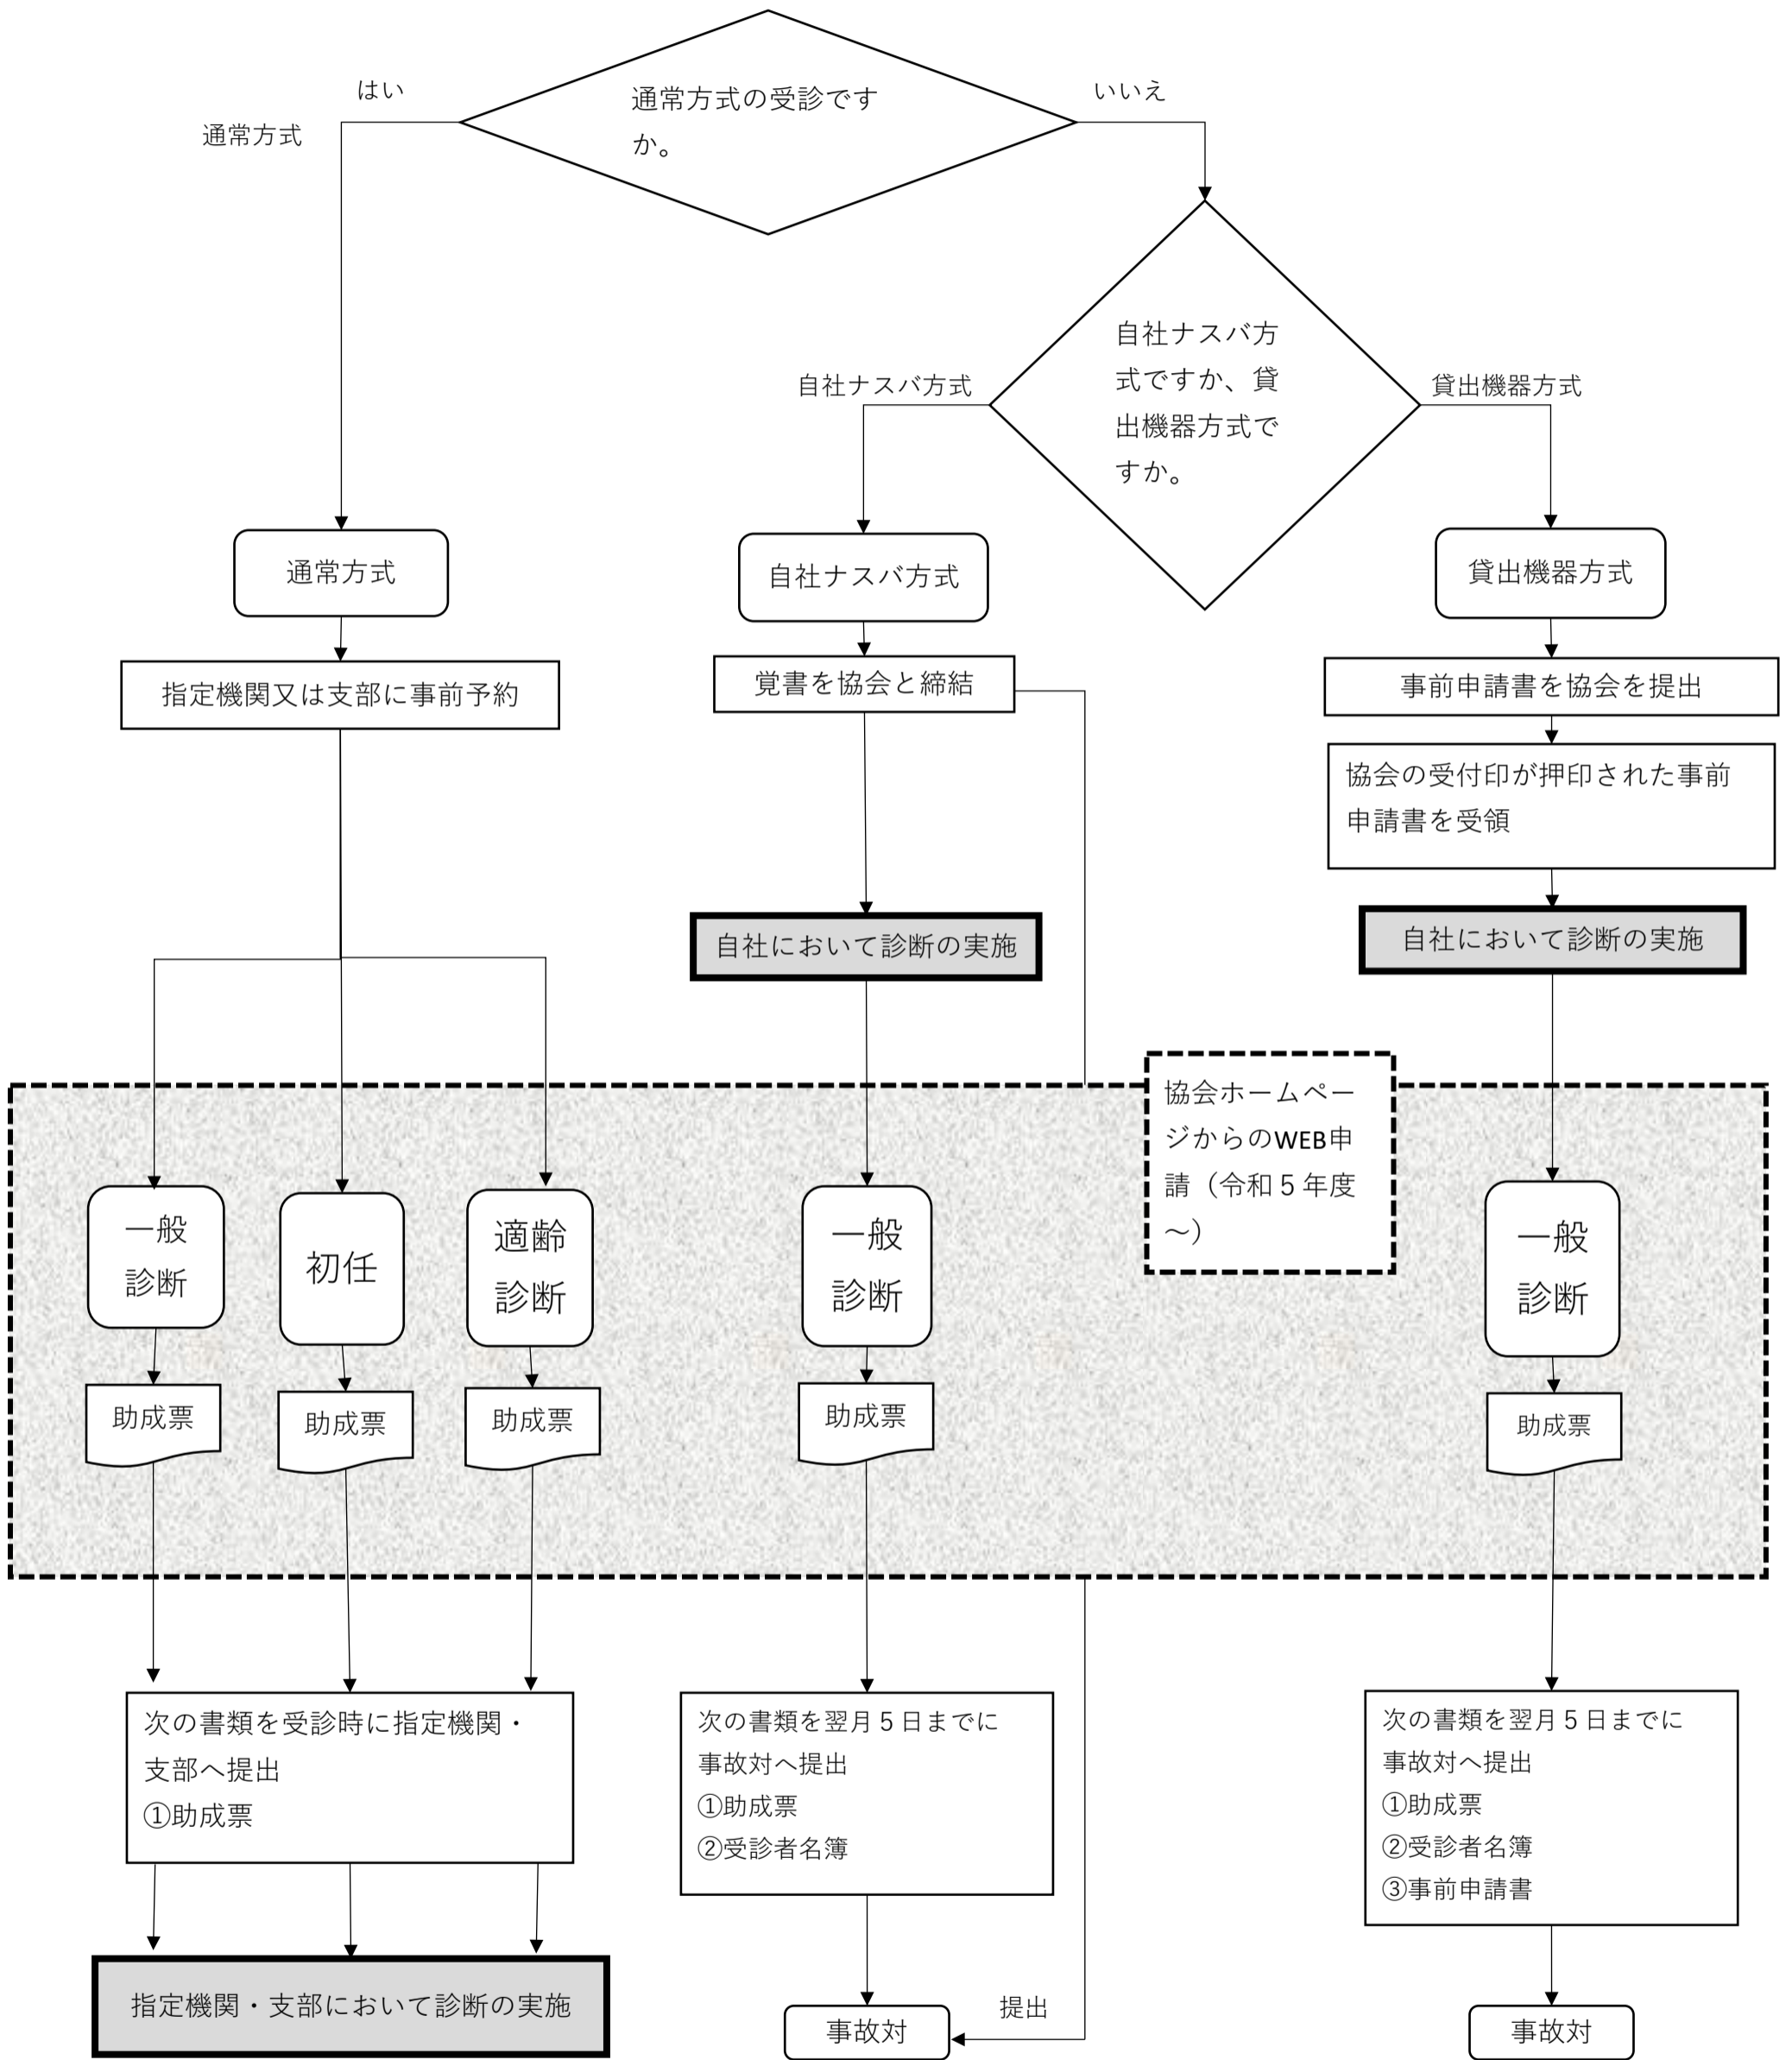 はい
通常方式の受診です
か。
いいえ
通常方式
自社ナスバ方
式ですか、貸
出機器方式で
すか。
自社ナスバ方式
貸出機器方式
通常方式
自社ナスバ方式
貸出機器方式
指定機関又は支部に事前予約
覚書を協会と締結
事前申請書を協会を提出
協会の受付印が押印された事前
申請書を受領
自社において診断の実施
自社において診断の実施
協会ホームペー
ジからのWEB申
請（令和５年度
～）
一般
診断
初任
適齢
診断
一般
診断
一般
診断
助成票
助成票
助成票
助成票
助成票
次の書類を受診時に指定機関・
支部へ提出
①助成票
次の書類を翌月５日までに
事故対へ提出
①助成票
②受診者名簿
次の書類を翌月５日までに
事故対へ提出
①助成票
②受診者名簿
③事前申請書
指定機関・支部において診断の実施
提出
事故対
事故対